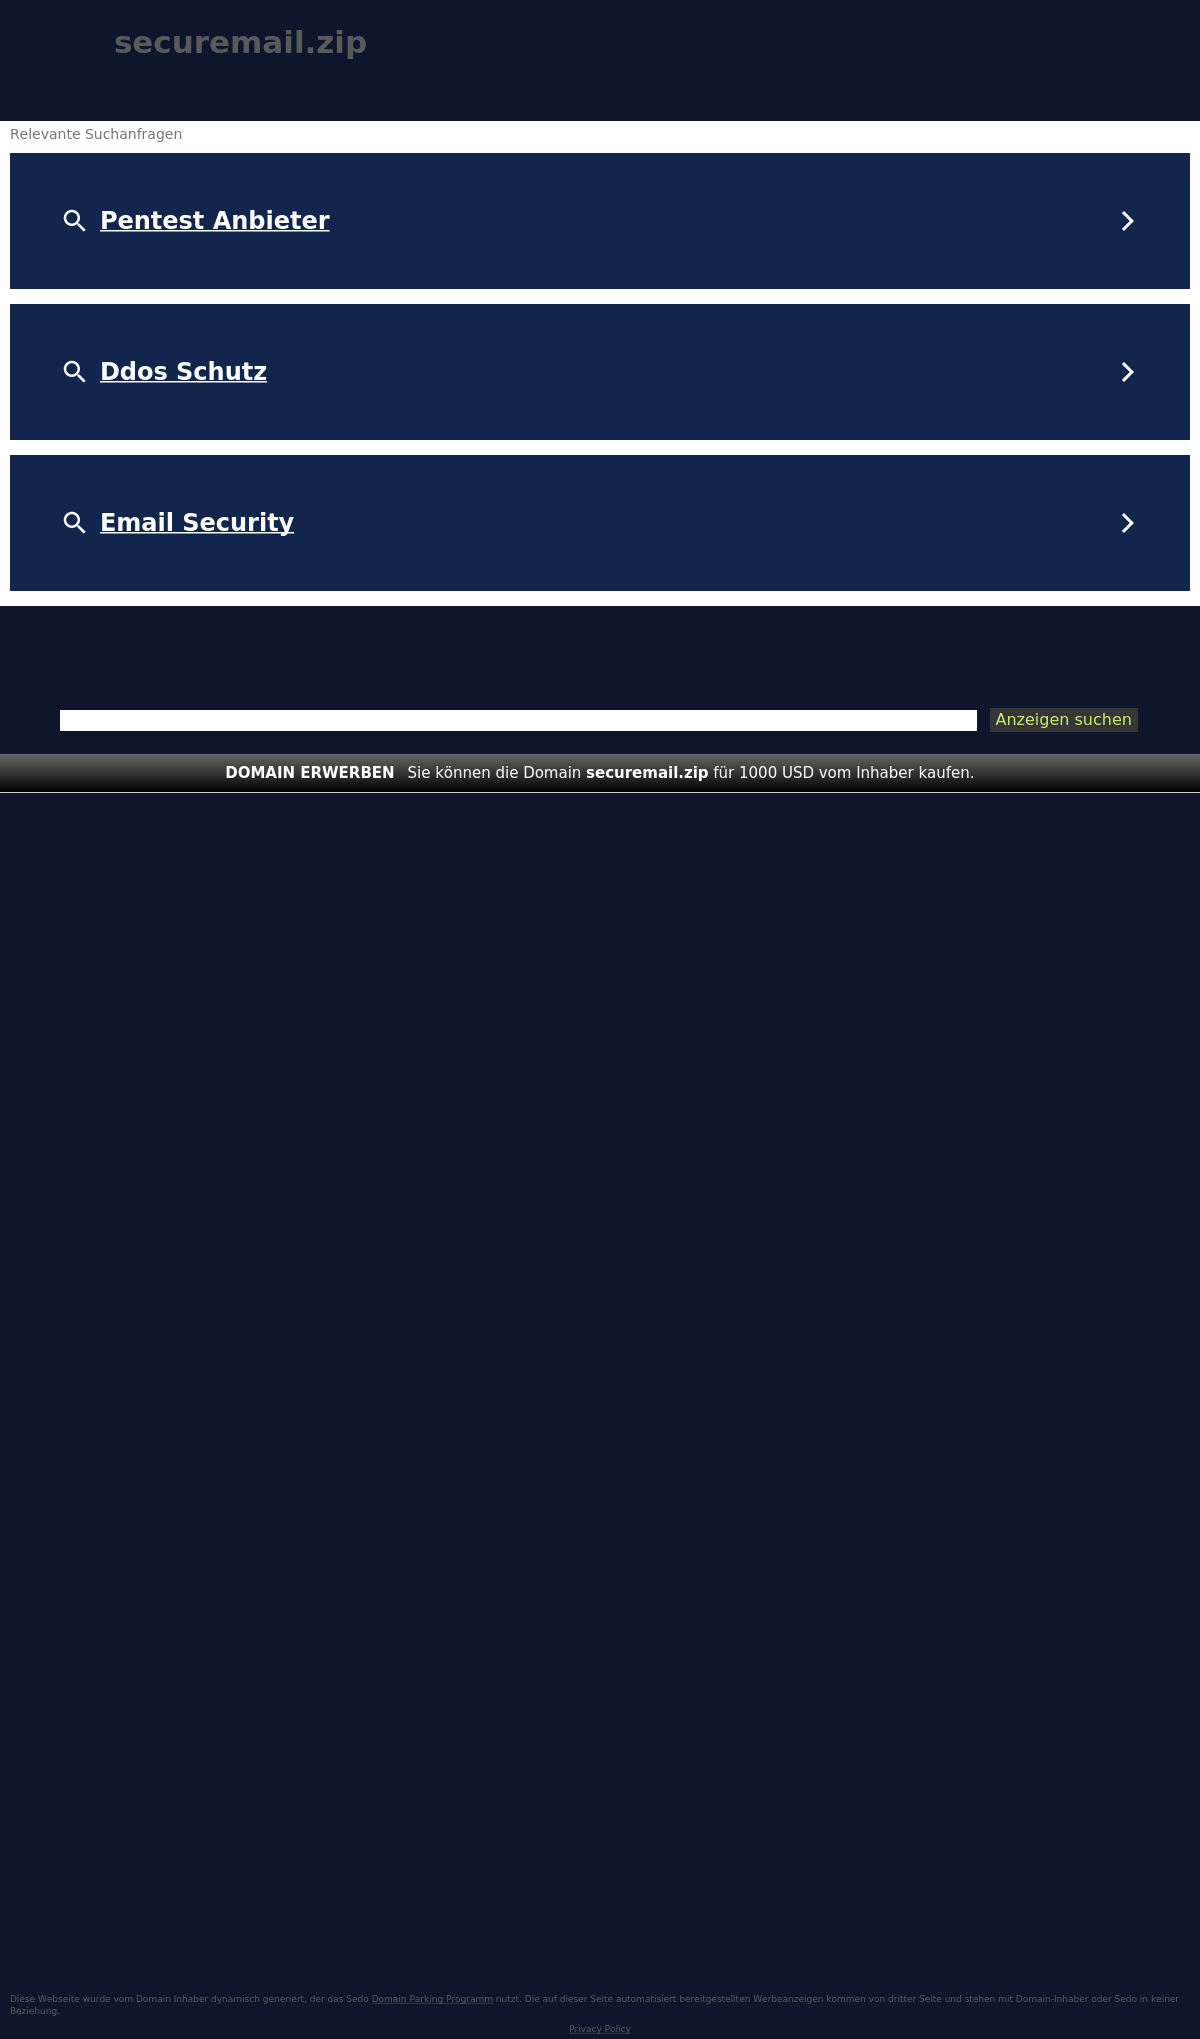 securemail.zip
Relevante Suchanfragen
Pentest Anbieter
Ddos Schutz
Email Security
Anzeigen suchen
DOMAIN ERWERBEN Sie können die Domain securemail.zip für 1000 USD vom Inhaber kaufen.
Diese Webseite wurde vom Domain Inhaber dynamisch generiert, der das Sedo Domain Parking Programm nutzt. Die auf dieser Seite automatisiert bereitgestellten Werbeanzeigen kommen von dritter Seite und stehen mit Domain-Inhaber oder Sedo in keiner
Beziehung.
Privacy Policy